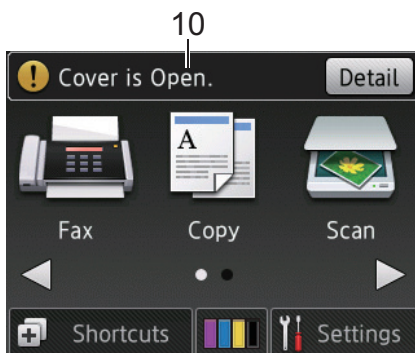 10
Cover is Open. Detail
A
Fax Copy Scan
Shortcuts Settings